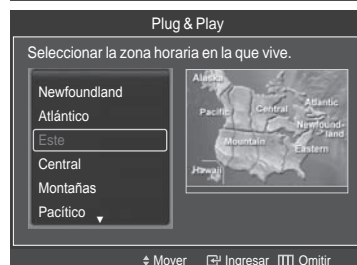 Plug & Play
Seleccionar la zona horaria en la que vive.
Newfoundland
Atlántico
Este
Central
Montañas
Pacítico
Alaska
Pacific
Central
Atlantic
Newfound-
land
Mountain
Eastern
Hawaii
Mover Ingresar Omitir